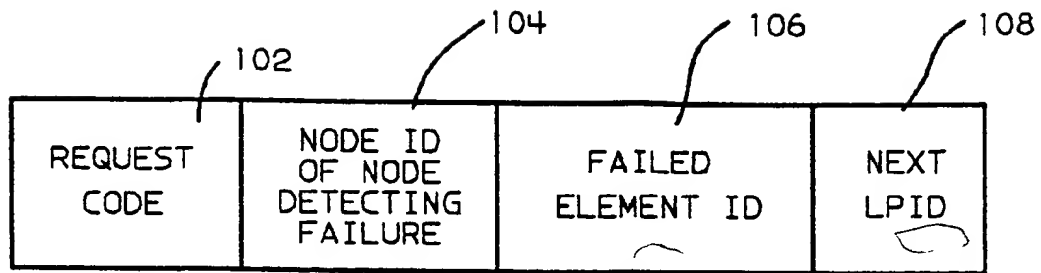 102
104
106
108
REQUEST
CODE
NODE ID
OF NODE
DETECTING
FAILURE
FAILED
ELEMENT ID
NEXT
LPID